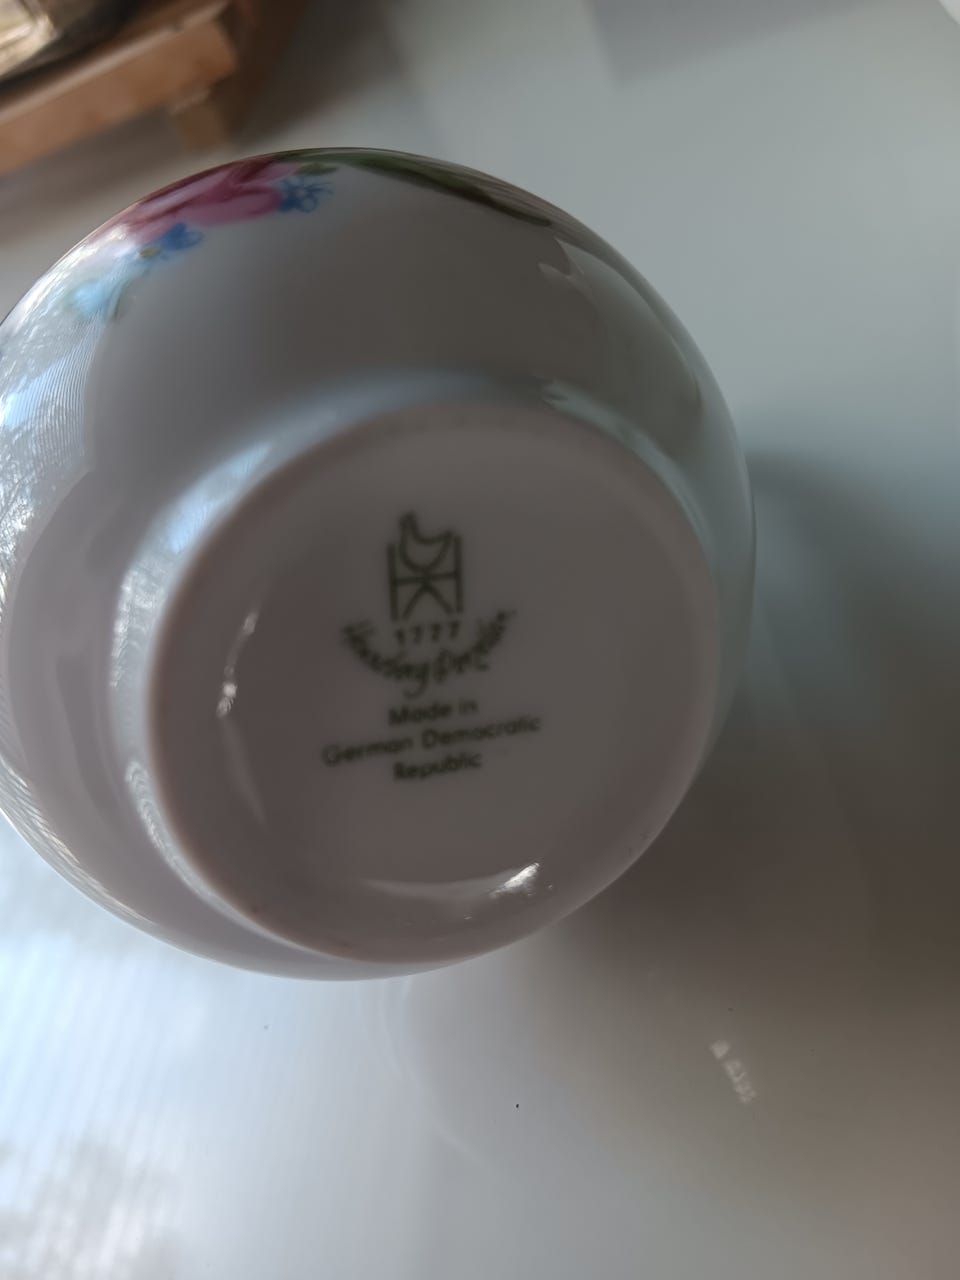 1777
Made in
German Democratic
Republic